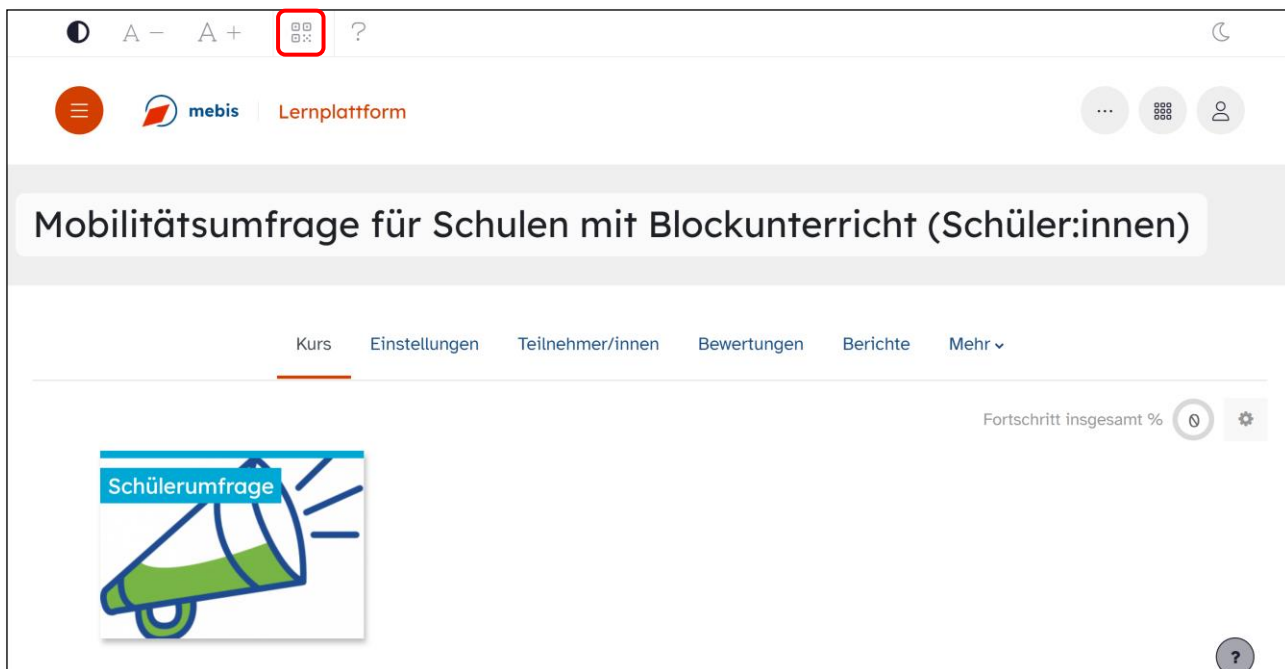 A − A + ?
mebis Lernplattform
Mobilitätsumfrage für Schulen mit Blockunterricht (Schüler:innen)
Kurs Einstellungen Teilnehmer/innen Bewertungen Berichte Mehr
Fortschritt insgesamt % 0
Schülerumfrage
?